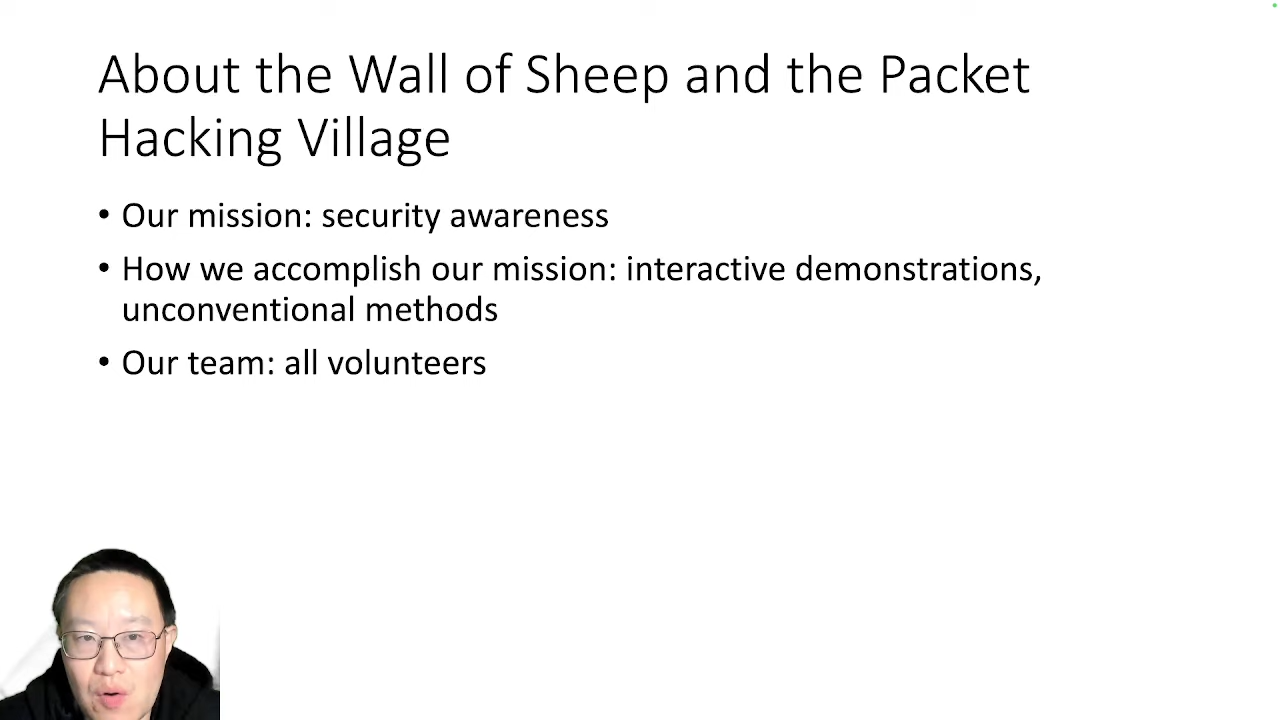 About the Wall of Sheep and the Packet
Hacking Village
• Our mission: security awareness
• How we accomplish our mission: interactive demonstrations,
unconventional methods
• Our team: all volunteers